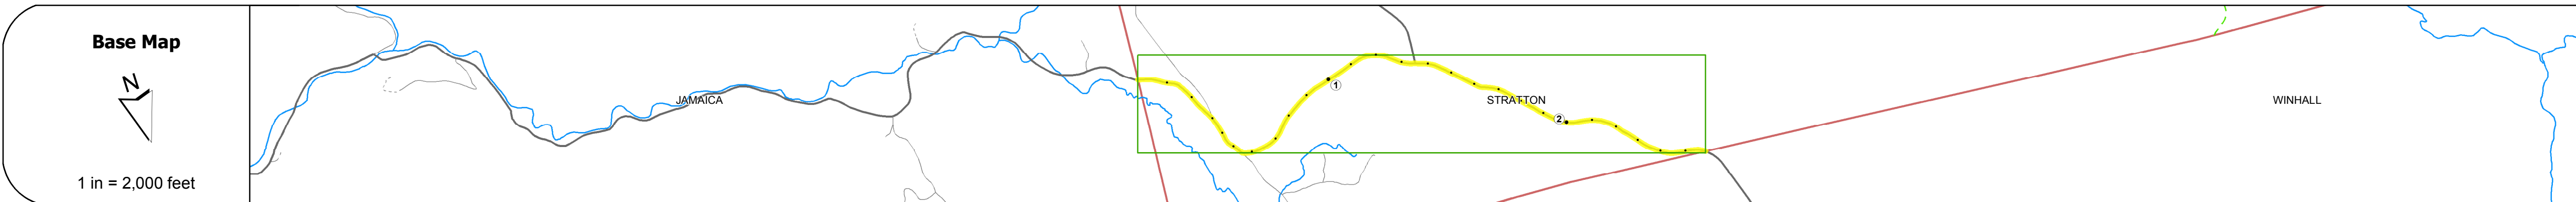 Base Map
N
1 in = 2,000 feet
JAMAICA
1
STRATTON
2
WINHALL